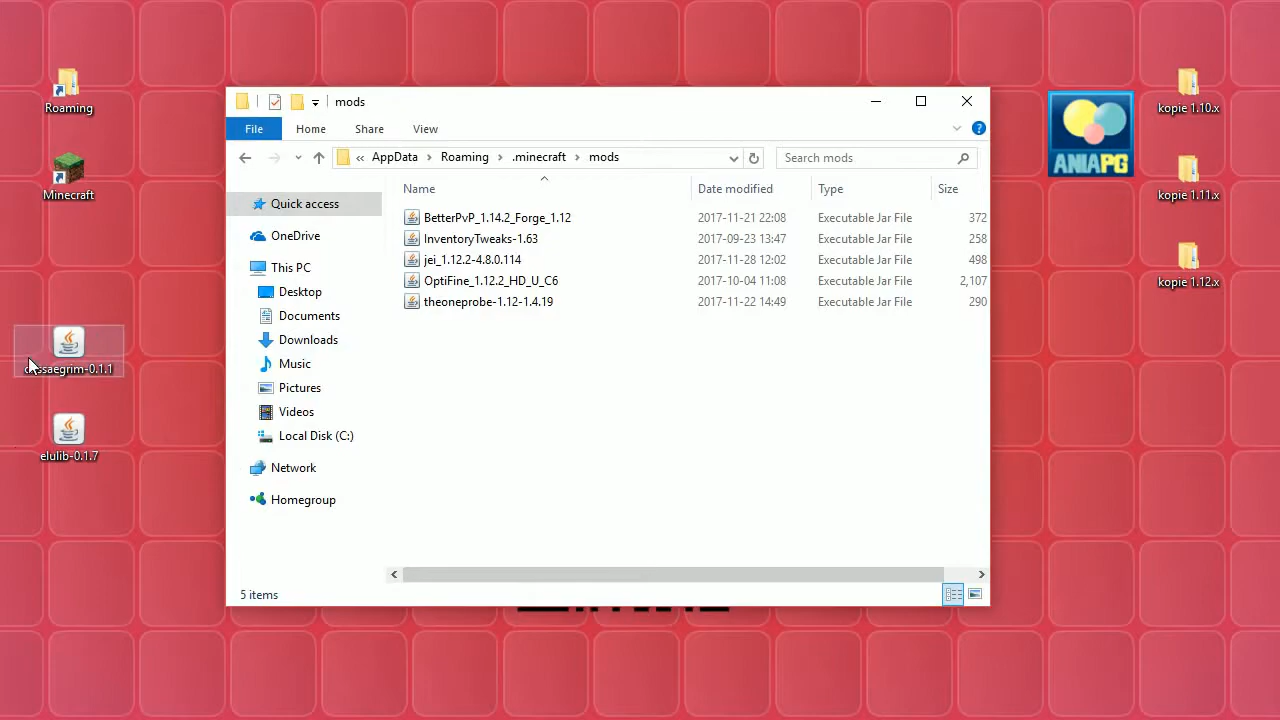 Roaming
Minecraft
elulib-0.1.7
mods
File Home Share View
« AppData > Roaming > .minecraft > mods
Search mods
Name Date modified Type Size
BetterPvP_1.14.2_Forge_1.12 2017-11-21 22:08 Executable Jar File 372
InventoryTweaks-1.63 2017-09-23 13:47 Executable Jar File 258
jei_1.12.2-4.8.0.114 2017-11-28 12:02 Executable Jar File 498
OptiFine_1.12.2_HD_U_C6 2017-10-04 11:08 Executable Jar File 2,107
theoneprobe-1.12-1.4.19 2017-11-22 14:49 Executable Jar File 290
Quick access
OneDrive
This PC
Desktop
Documents
Downloads
Music
Pictures
Videos
Local Disk (C:)
Network
Homegroup
5 items
ANIAPG
kopie 1.10.x
kopie 1.11.x
kopie 1.12.x